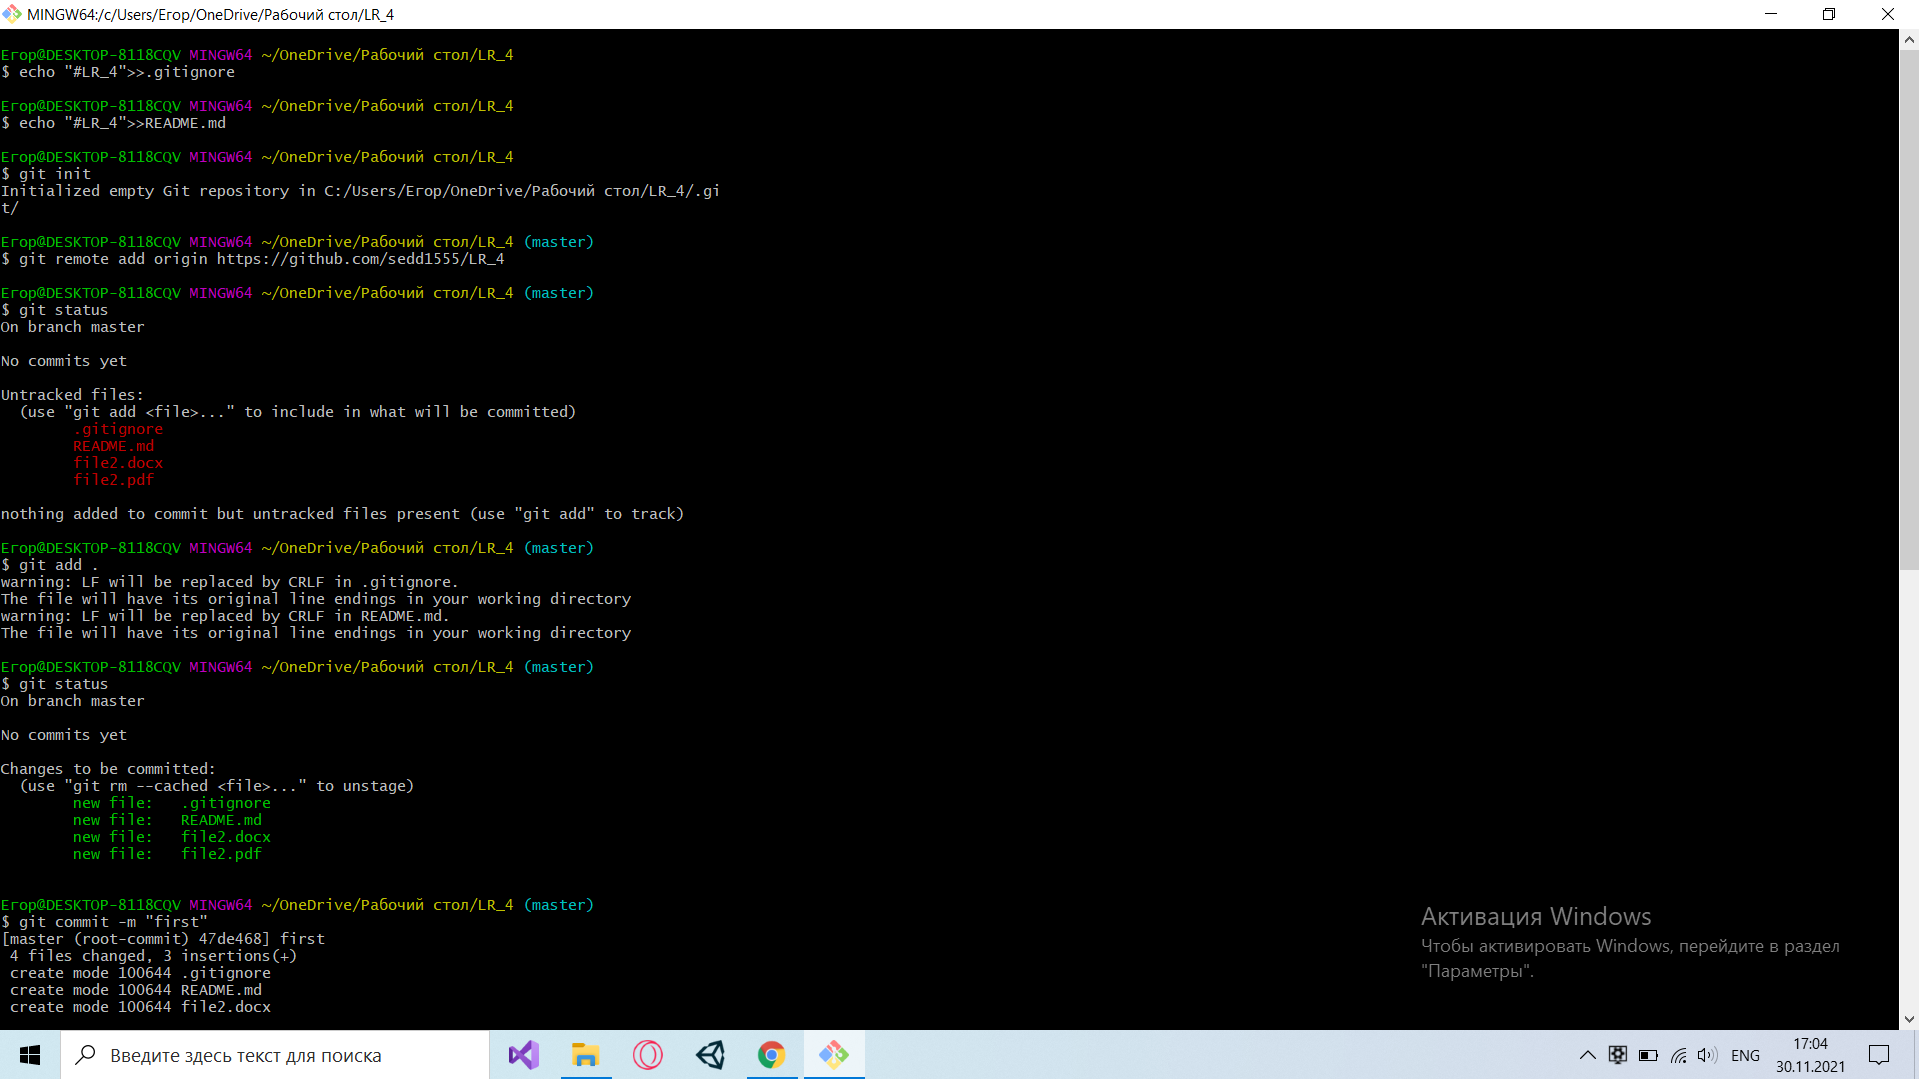 MINGW64:/c/Users/Егор/OneDrive/Рабочий стол/LR_4
Егор@DESKTOP-8118CQV MINGW64 ~/OneDrive/Рабочий стол/LR_4
$ echo "#LR_4">>.gitignore
Егор@DESKTOP-8118CQV MINGW64 ~/OneDrive/Рабочий стол/LR_4
$ echo "#LR_4">>README.md
Егор@DESKTOP-8118CQV MINGW64 ~/OneDrive/Рабочий стол/LR_4
$ git init
Initialized empty Git repository in C:/Users/Егор/OneDrive/Рабочий стол/LR_4/.gi
t/
Егор@DESKTOP-8118CQV MINGW64 ~/OneDrive/Рабочий стол/LR_4 (master)
$ git remote add origin https://github.com/sedd1555/LR_4
Егор@DESKTOP-8118CQV MINGW64 ~/OneDrive/Рабочий стол/LR_4 (master)
$ git status
On branch master
No commits yet
Untracked files:
  (use "git add <file>..." to include in what will be committed)
        .gitignore
        README.md
        file2.docx
        file2.pdf
nothing added to commit but untracked files present (use "git add" to track)
Егор@DESKTOP-8118CQV MINGW64 ~/OneDrive/Рабочий стол/LR_4 (master)
$ git add .
warning: LF will be replaced by CRLF in .gitignore.
The file will have its original line endings in your working directory
warning: LF will be replaced by CRLF in README.md.
The file will have its original line endings in your working directory
Егор@DESKTOP-8118CQV MINGW64 ~/OneDrive/Рабочий стол/LR_4 (master)
$ git status
On branch master
No commits yet
Changes to be committed:
  (use "git rm --cached <file>..." to unstage)
        new file:   .gitignore
        new file:   README.md
        new file:   file2.docx
        new file:   file2.pdf
Егор@DESKTOP-8118CQV MINGW64 ~/OneDrive/Рабочий стол/LR_4 (master)
$ git commit -m "first"
[master (root-commit) 47de468] first
 4 files changed, 3 insertions(+)
 create mode 100644 .gitignore
 create mode 100644 README.md
 create mode 100644 file2.docx
Активация Windows
Чтобы активировать Windows, перейдите в раздел
"Параметры".
Введите здесь текст для поиска
ENG
17:04
30.11.2021